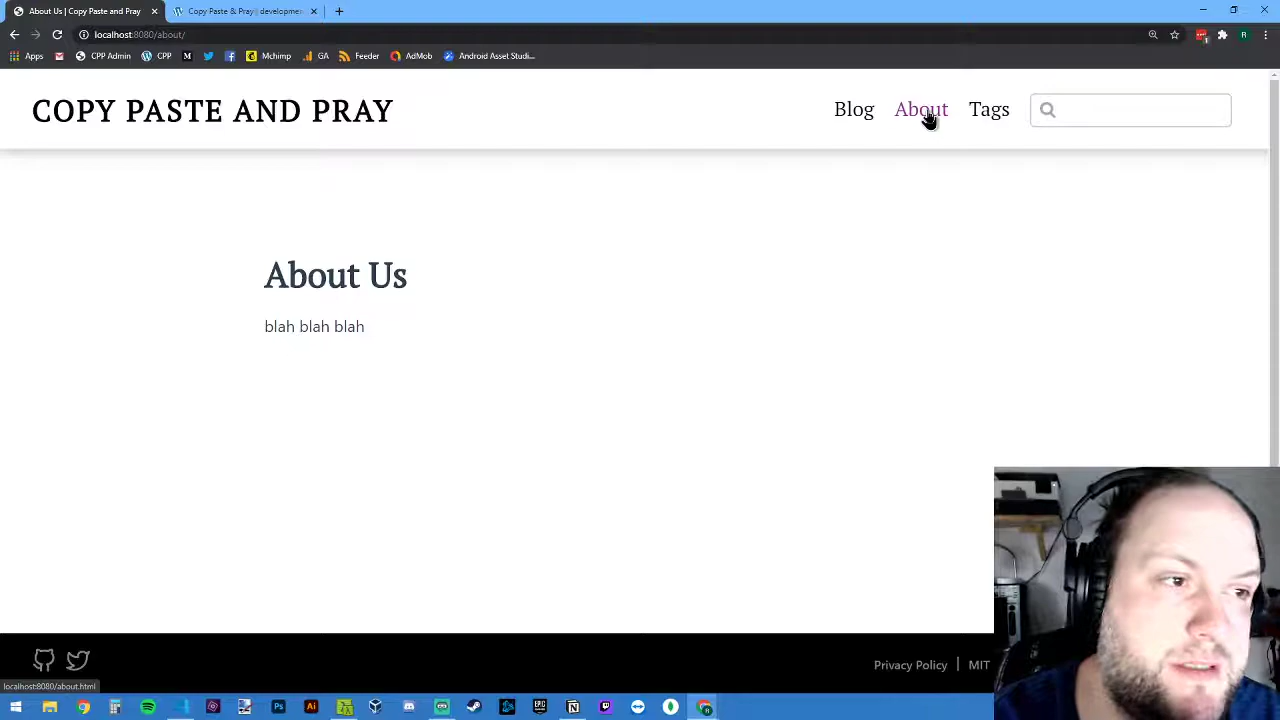 About Us | Copy Paste and Pray
Copy Paste & Pray| developmen
localhost:8080/about/
Apps
CPP Admin
CPP
Mchimp
GA
Feeder
AdMob
Android Asset Studi...
COPY PASTE AND PRAY
Blog
About
Tags
About Us
blah blah blah
Privacy Policy | MIT
localhost:8080/about.html